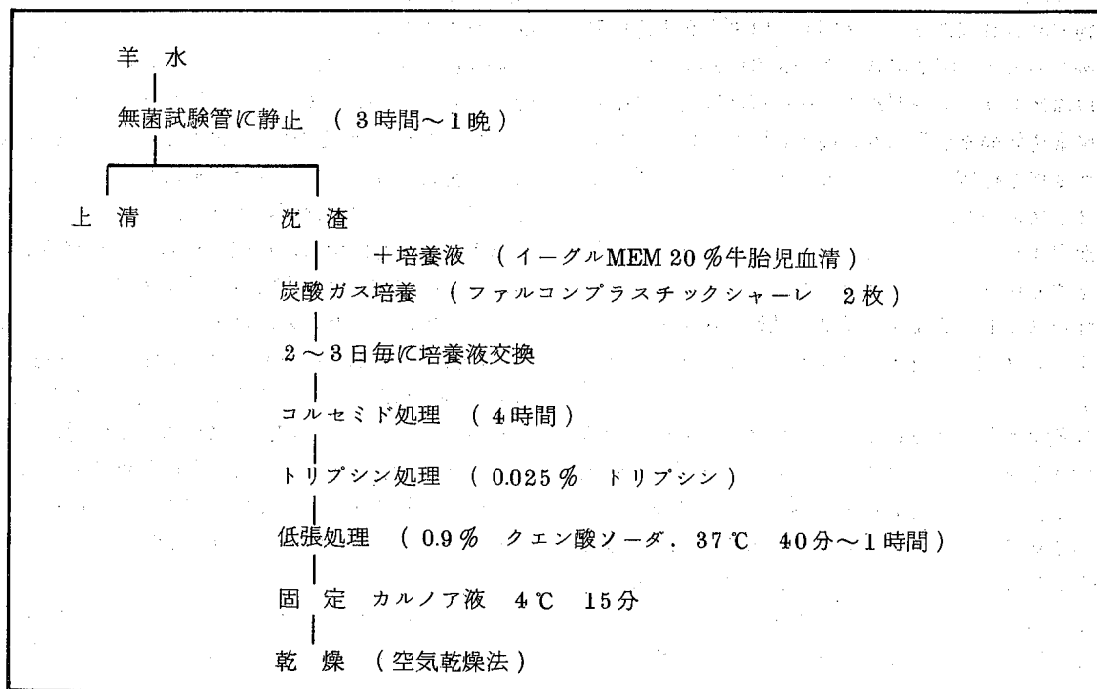 羊 水
無菌試験管に静止 ( 3時間～1晩 )
上 清 沈 渣
＋培養液 ( イーグルMEM 20%牛胎児血清 )
炭酸ガス培養 ( ファルコンプラスチックシャーレ 2枚 )
2～3日毎に培養液交換
コルセミド処理 ( 4時間 )
トリプシン処理 ( 0.025% トリプシン )
低張処理 ( 0.9% クエン酸ソーダ. 37℃ 40分～1時間 )
固 定 カルノア液 4℃ 15分
乾 燥 ( 空気乾燥法 )